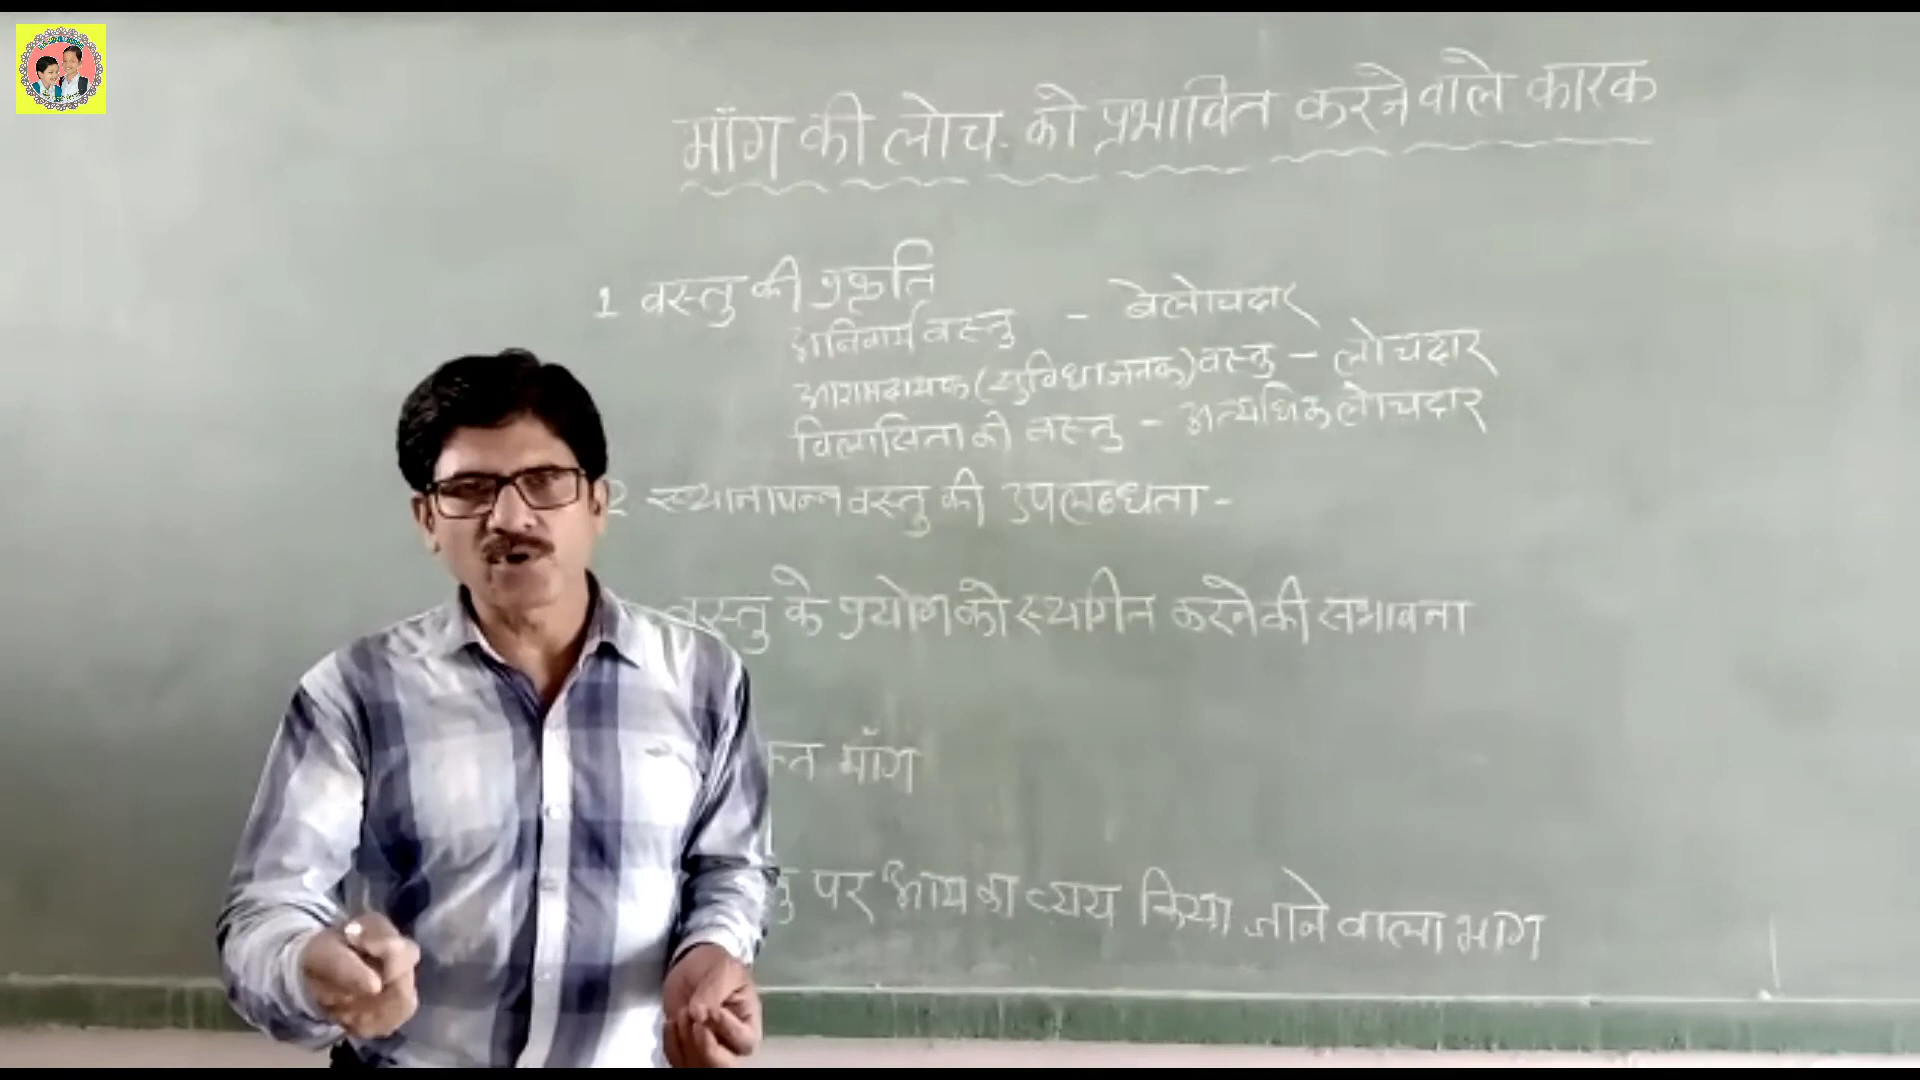 माँग की लोच को प्रभावित करने वाले कारक
1 वस्तु की प्रकृति
अनिवार्य वस्तु - बेलोचदार
आरामदायक (सुविधाजनक) वस्तु - लोचदार
विलासिता की वस्तु - अत्यधिक लोचदार
2 स्थानापन्न वस्तु की उपलब्धता -
वस्तु के प्रयोग को स्थगित करने की सभावना
माँग
पर आय का व्यय किया जाने वाला भाग